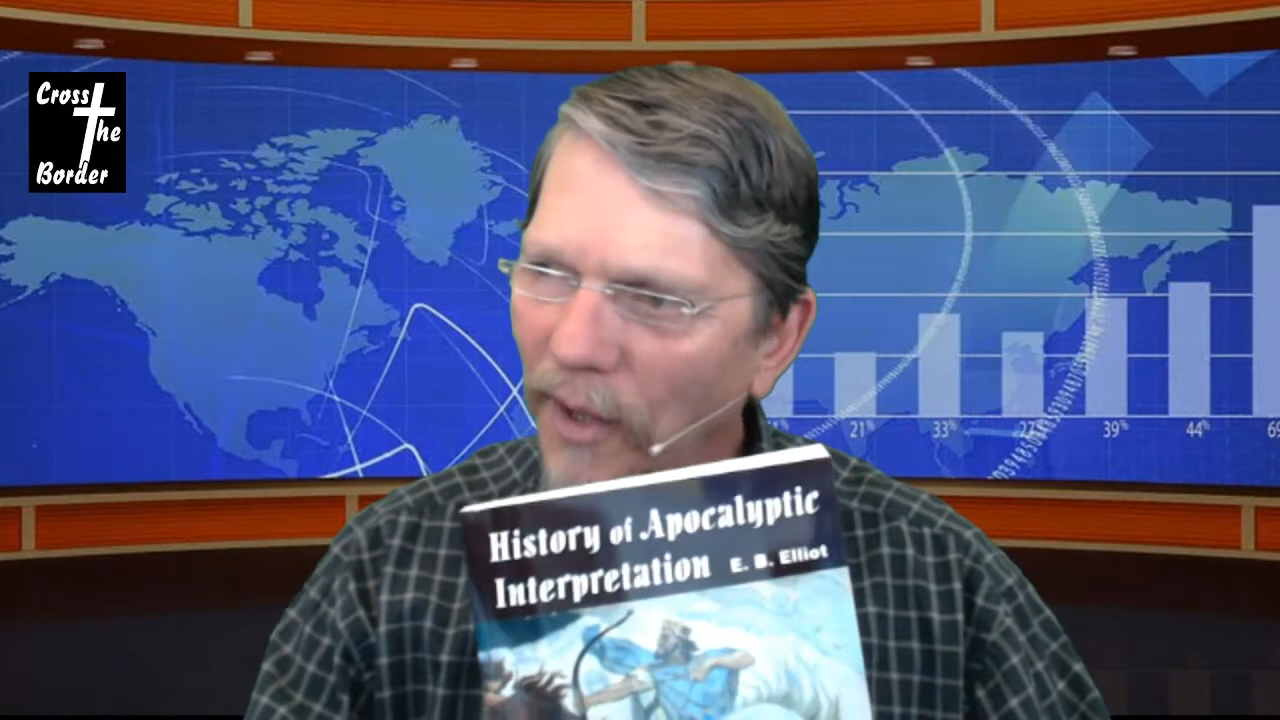 Cross
the
Border
History of Apocalyptic
Interpretation E. B. Elliot
21%
33%
39%
44%